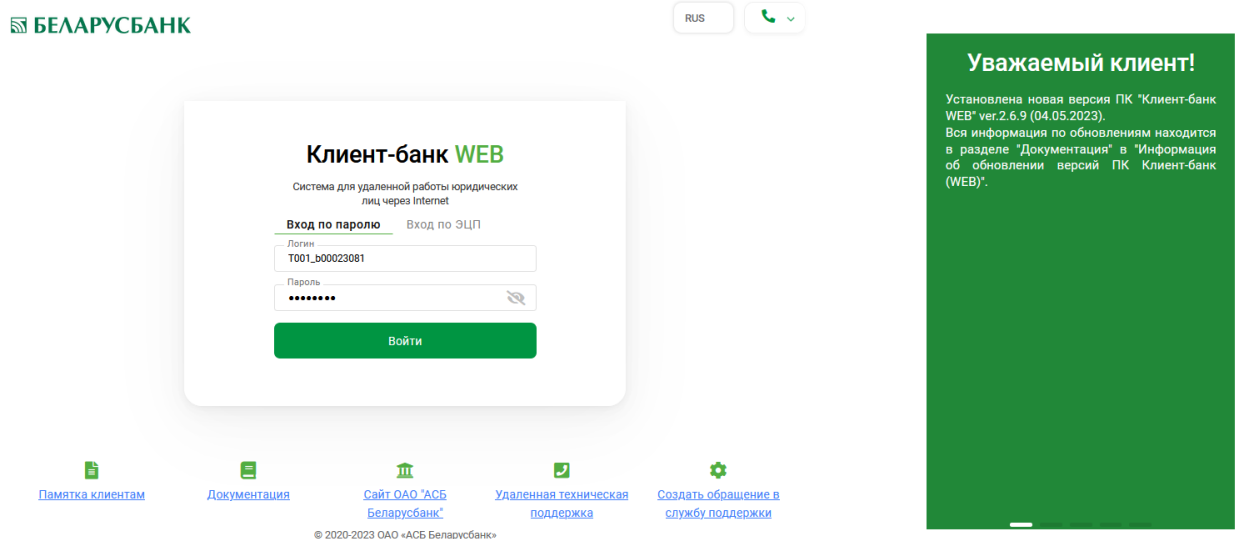 БЕЛАРУСБАНК
RUS
Клиент-банк WEB
Система для удаленной работы юридических
лиц через Internet
Вход по паролю Вход по ЭЦП
Логин
T001_b00023081
Пароль
••••••••
Войти
Памятка клиентам
Документация
Сайт ОАО "АСБ
Беларусбанк"
Удаленная техническая
поддержка
Создать обращение в
службу поддержки
© 2020-2023 ОАО «АСБ Беларусбанк»
Уважаемый клиент!
Установлена новая версия ПК "Клиент-банк
WEB" ver.2.6.9 (04.05.2023).
Вся информация по обновлениям находится
в разделе "Документация" в "Информация
об обновлении версий ПК Клиент-банк
(WEB)".